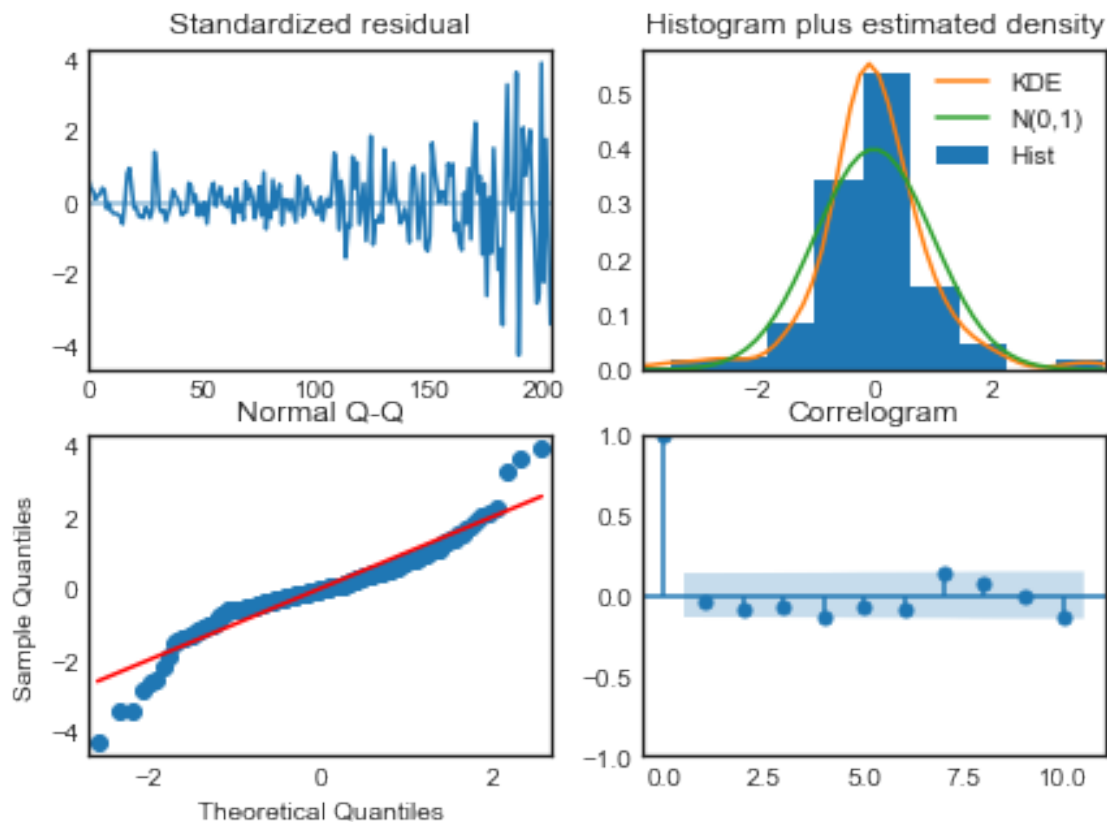 Standardized residual
4
2
0
−2
−4
0 50 100 150 200
Histogram plus estimated density
KDE
N(0,1)
Hist
0.5
0.4
0.3
0.2
0.1
0.0
−2 0 2
Normal Q-Q
Sample Quantiles
4
2
0
−2
−4
−2 0 2
Theoretical Quantiles
Correlogram
1.0
0.5
0.0
−0.5
−1.0
0.0 2.5 5.0 7.5 10.0